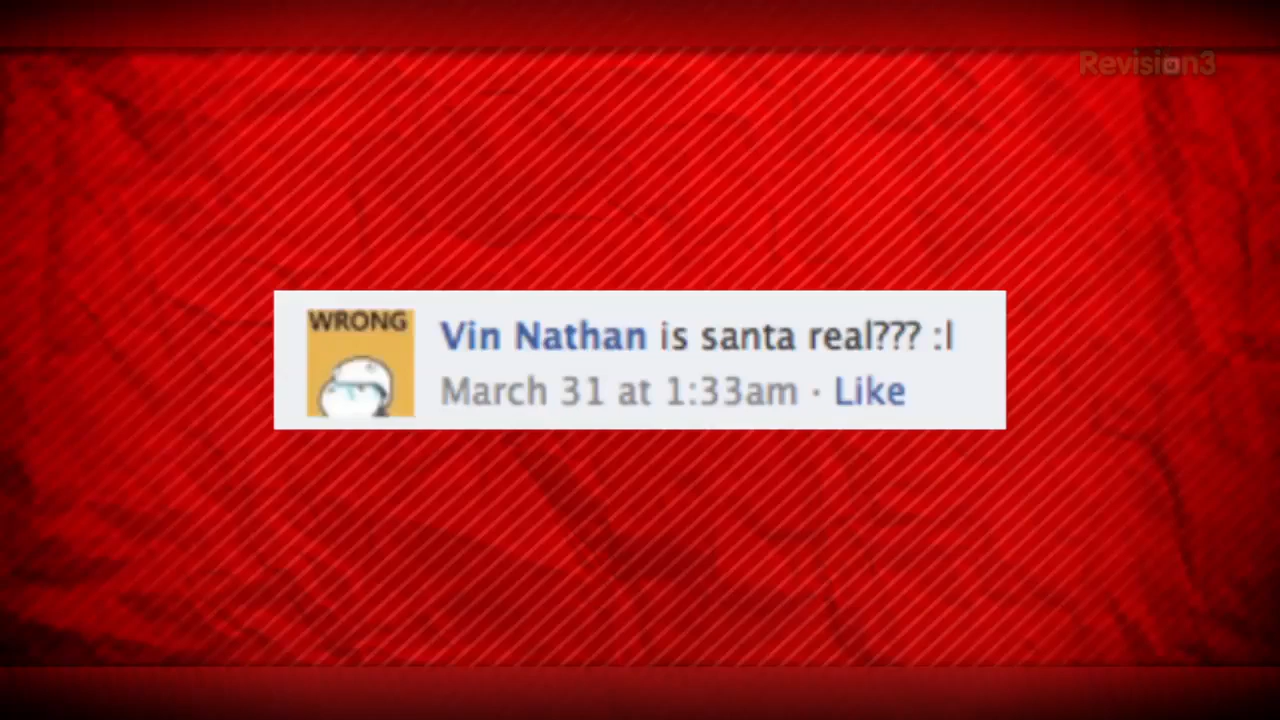 Revision3
WRONG
Vin Nathan is santa real??? :l
March 31 at 1:33am · Like